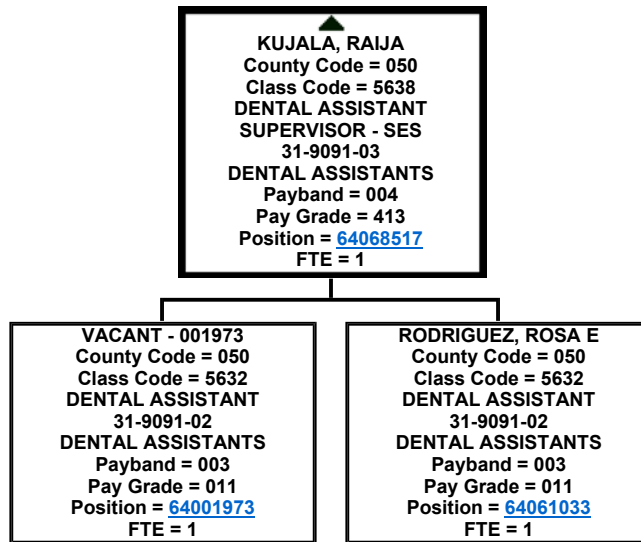 KUJALA, RAIJA
County Code = 050
Class Code = 5638
DENTAL ASSISTANT
SUPERVISOR - SES
31-9091-03
DENTAL ASSISTANTS
Payband = 004
Pay Grade = 413
Position = 64068517
FTE = 1
VACANT - 001973
County Code = 050
Class Code = 5632
DENTAL ASSISTANT
31-9091-02
DENTAL ASSISTANTS
Payband = 003
Pay Grade = 011
Position = 64001973
FTE = 1
RODRIGUEZ, ROSA E
County Code = 050
Class Code = 5632
DENTAL ASSISTANT
31-9091-02
DENTAL ASSISTANTS
Payband = 003
Pay Grade = 011
Position = 64061033
FTE = 1